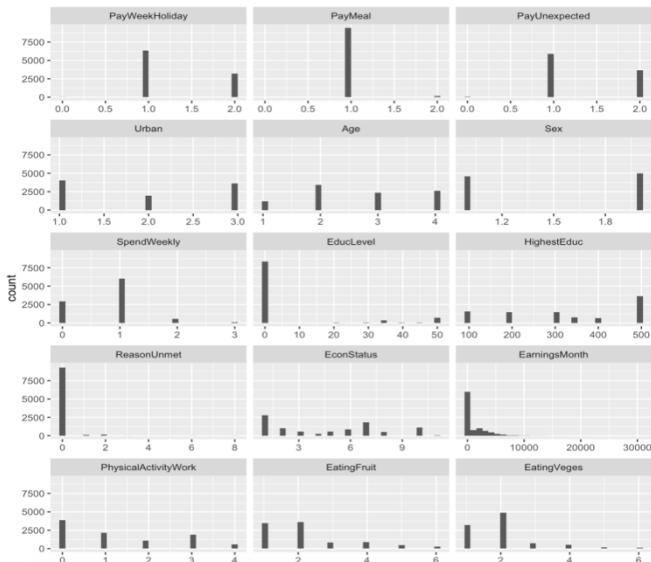 PayWeekHoliday PayMeal PayUnexpected
7500
5000
2500
0
0.0 0.5 1.0 1.5 2.0 0.0 0.5 1.0 1.5 2.0 0.0 0.5 1.0 1.5 2.0
Urban Age Sex
7500
5000
2500
0
1.0 1.5 2.0 2.5 3.0 1 2 3 4 1.2 1.5 1.8
SpendWeekly EducLevel HighestEduc
7500
5000
2500
0
0 1 2 3 0 10 20 30 40 50 100 200 300 400 500
count
ReasonUnmet EconStatus EarningsMonth
7500
5000
2500
0
0 2 4 6 8 3 6 9 0 10000 20000 30000
PhysicalActivityWork EatingFruit EatingVeges
7500
5000
2500
0
0 1 2 3 4 2 4 6 2 4 6